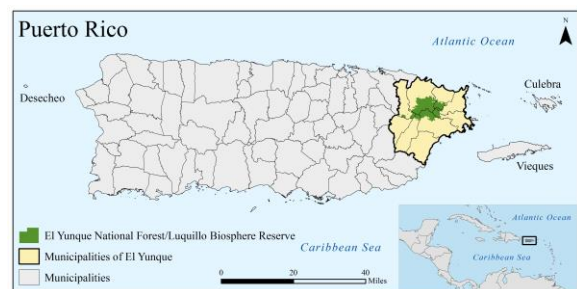 Puerto Rico
Atlantic Ocean
N
Desecheo
Culebra
Vieques
El Yunque National Forest/Luquillo Biosphere Reserve
Municipalities of El Yunque
Municipalities
Caribbean Sea
0 20 40
Miles
Atlantic Ocean
Caribbean Sea